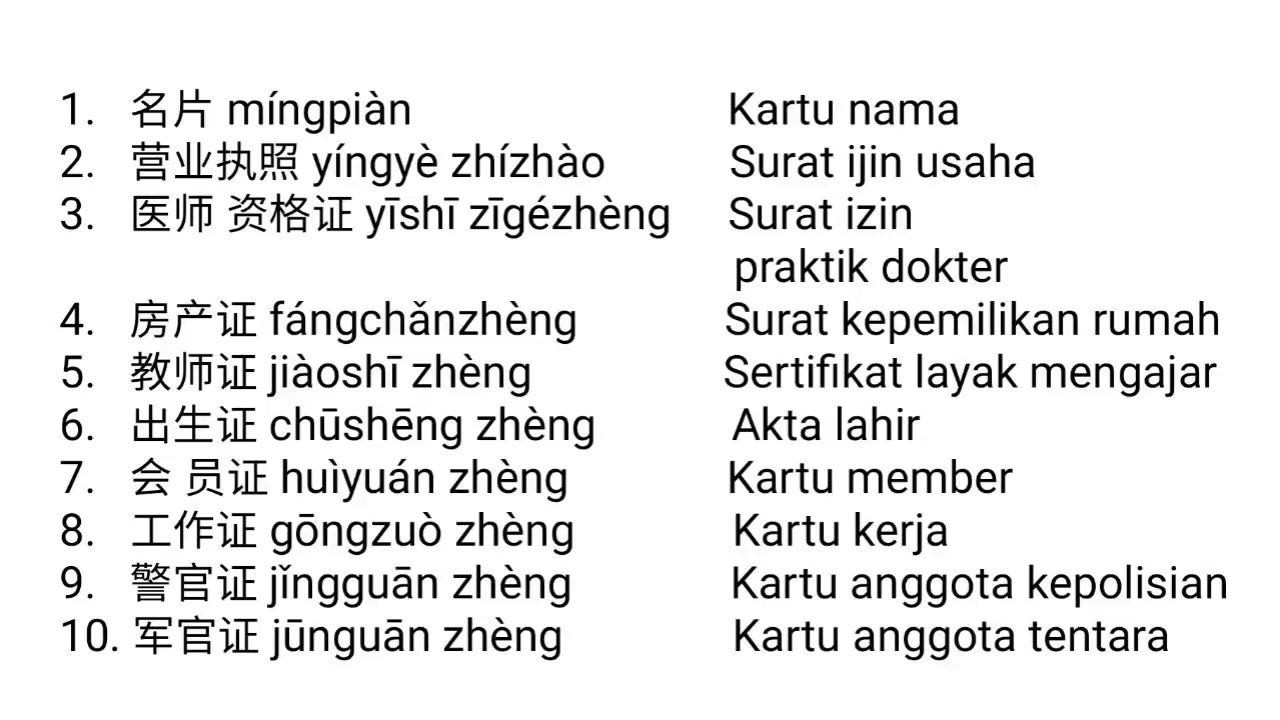 1. 名片 míngpiàn Kartu nama
2. 营业执照 yíngyè zhízhào Surat ijin usaha
3. 医师 资格证 yīshī zīgézhèng Surat izin
praktik dokter
4. 房产证 fángchǎnzhèng Surat kepemilikan rumah
5. 教师证 jiàoshī zhèng Sertifikat layak mengajar
6. 出生证 chūshēng zhèng Akta lahir
7. 会 员证 huìyuán zhèng Kartu member
8. 工作证 gōngzuò zhèng Kartu kerja
9. 警官证 jǐngguān zhèng Kartu anggota kepolisian
10. 军官证 jūnguān zhèng Kartu anggota tentara